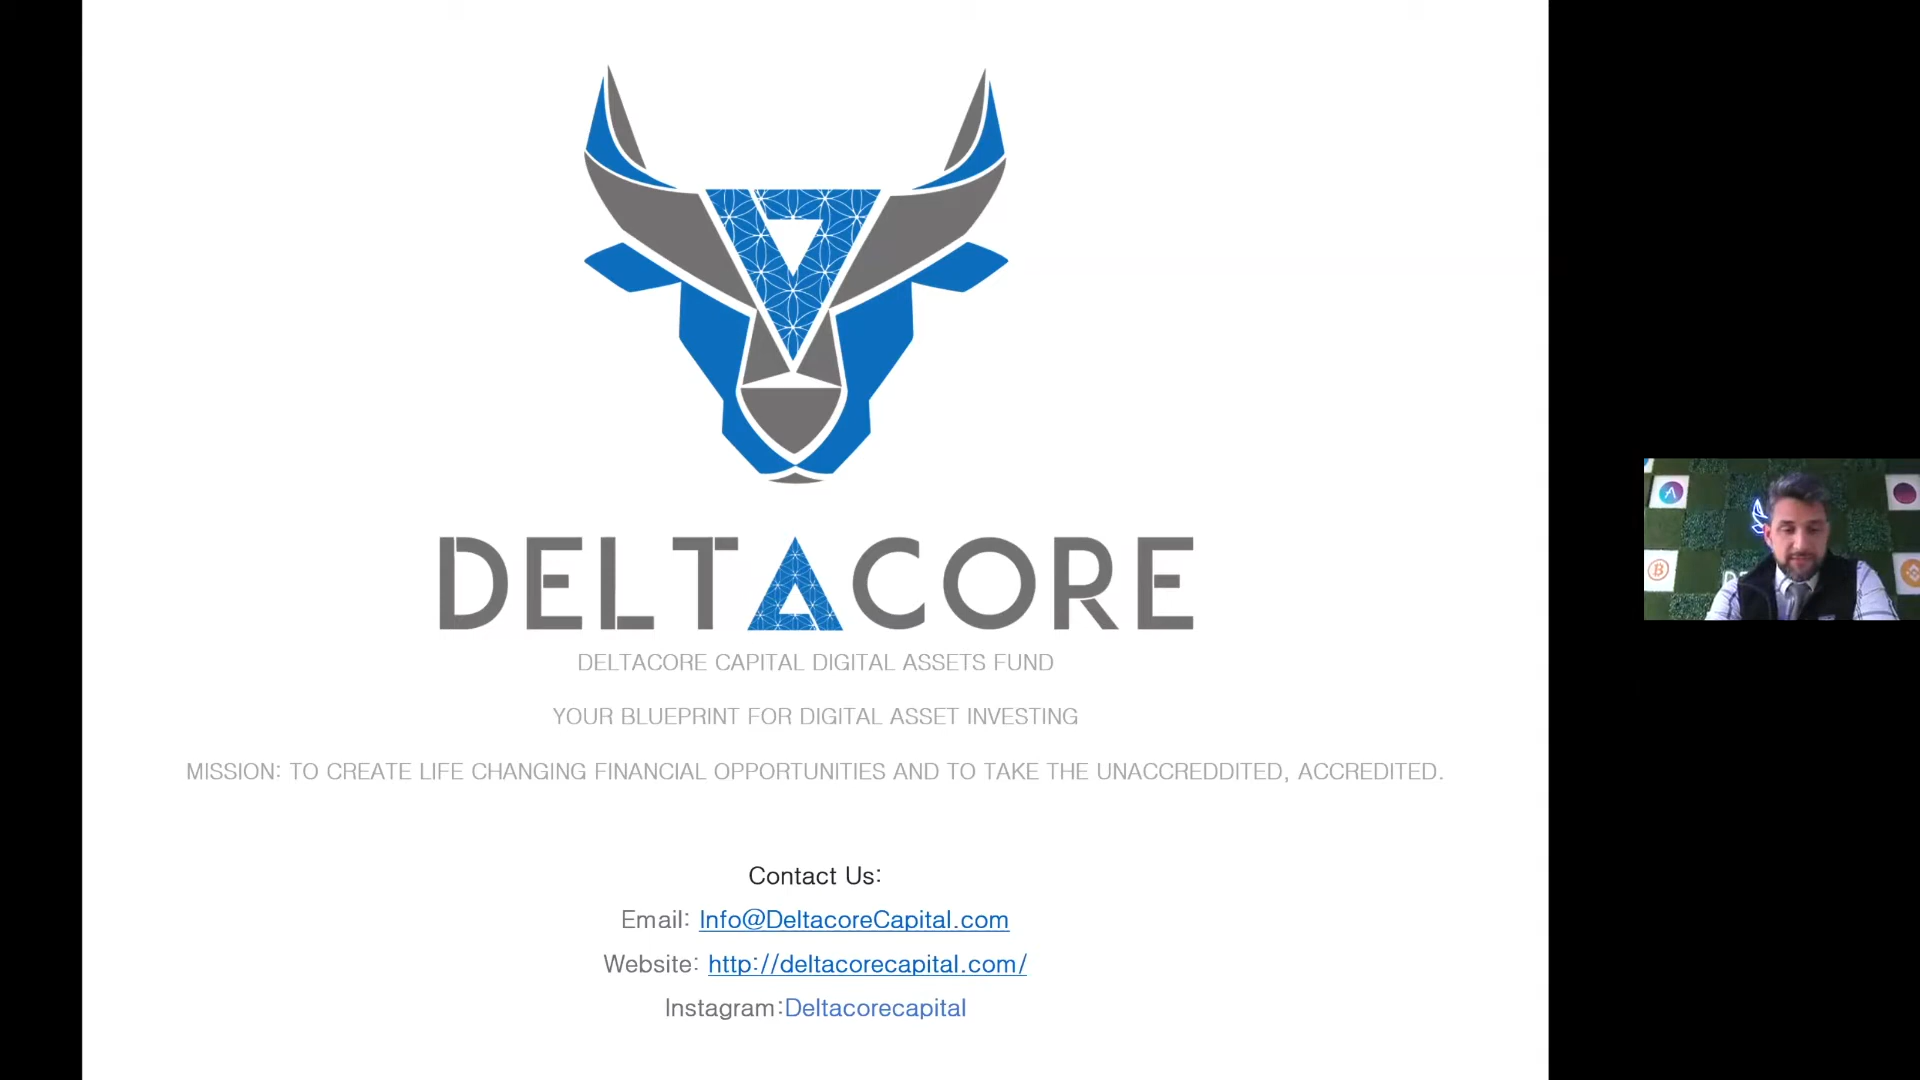 DELTACORE
DELTACORE CAPITAL DIGITAL ASSETS FUND
YOUR BLUEPRINT FOR DIGITAL ASSET INVESTING
MISSION: TO CREATE LIFE CHANGING FINANCIAL OPPORTUNITIES AND TO TAKE THE UNACCREDDITED, ACCREDITED.
Contact Us:
Email: Info@DeltacoreCapital.com
Website: http://deltacorecapital.com/
Instagram:Deltacorecapital